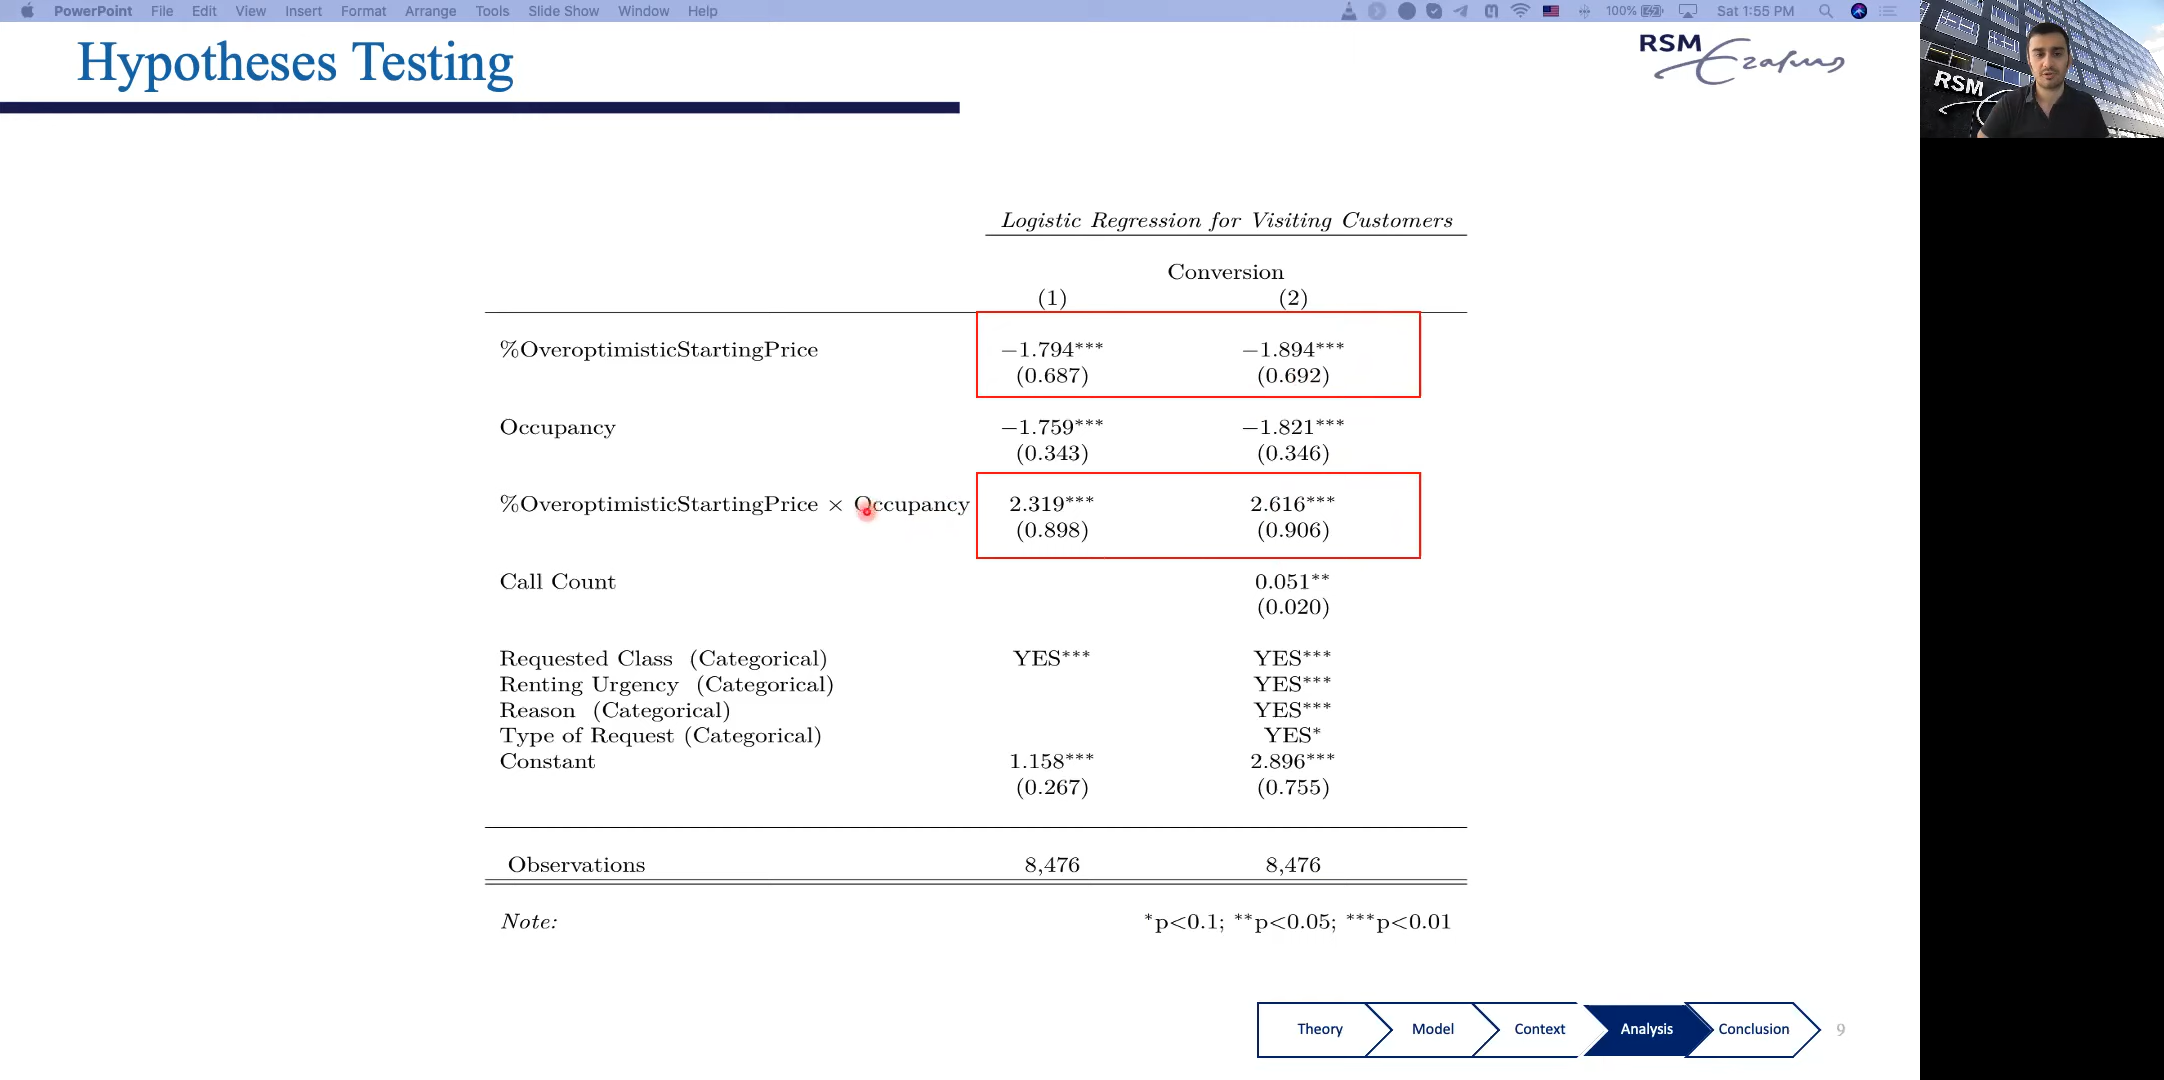 PowerPoint File Edit View Insert Format Arrange Tools Slide Show Window Help 100% Sat 1:55 PM
Hypotheses Testing
RSM Erasmus
RSM
Logistic Regression for Visiting Customers
Conversion
(1) (2)
%OveroptimisticStartingPrice −1.794*** −1.894***
(0.687) (0.692)
Occupancy −1.759*** −1.821***
(0.343) (0.346)
%OveroptimisticStartingPrice × Occupancy 2.319*** 2.616***
(0.898) (0.906)
Call Count 0.051**
(0.020)
Requested Class (Categorical) YES*** YES***
Renting Urgency (Categorical) YES***
Reason (Categorical) YES***
Type of Request (Categorical) YES*
Constant 1.158*** 2.896***
(0.267) (0.755)
Observations 8,476 8,476
Note: *p<0.1; **p<0.05; ***p<0.01
Theory Model Context Analysis Conclusion 9